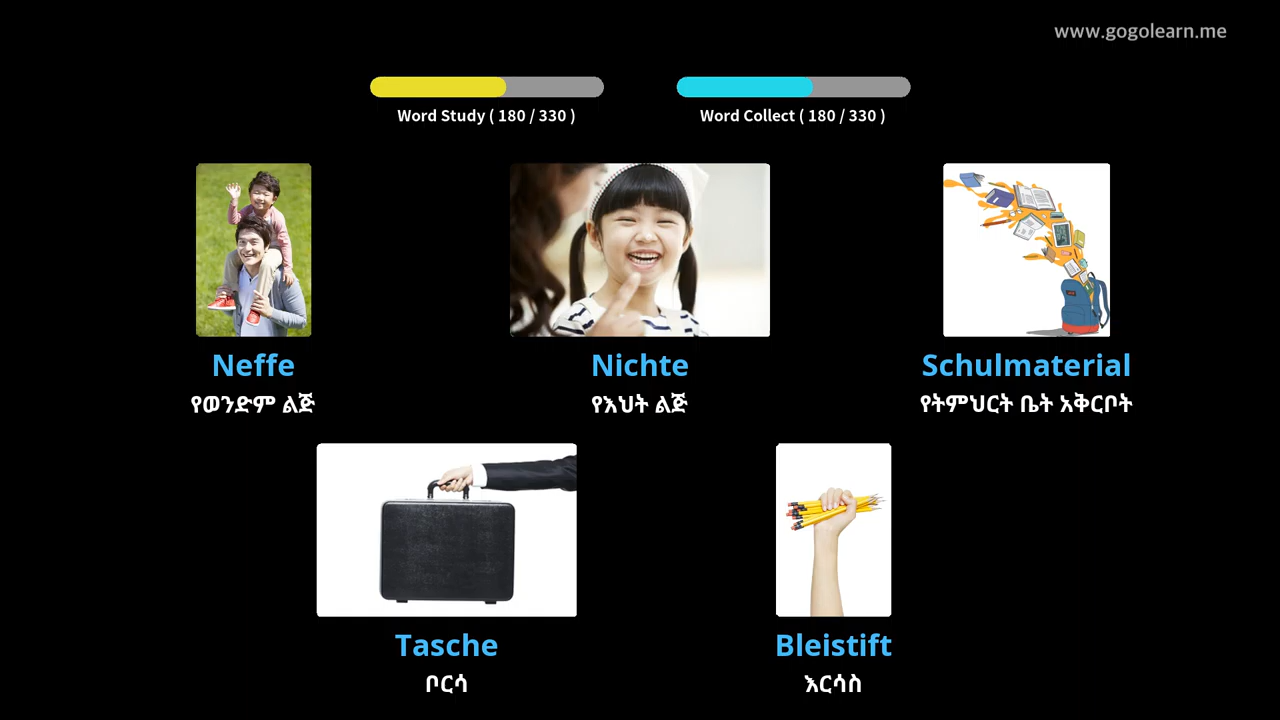 www.gogolearn.me
Word Study ( 180 / 330 )
Word Collect ( 180 / 330 )
Neffe
የወንድም ልጅ
Nichte
የእህት ልጅ
Schulmaterial
የትምህርት ቤት አቅርቦት
Tasche
ቦርሳ
Bleistift
እርሳስ